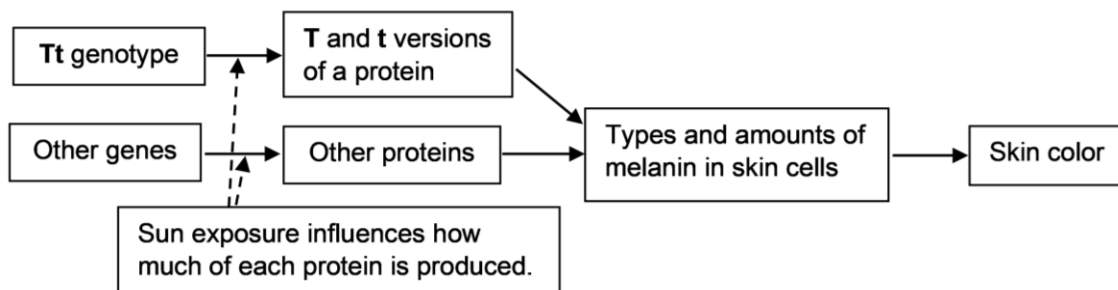 Tt genotype
T and t versions
of a protein
Other genes
Other proteins
Types and amounts of
melanin in skin cells
Skin color
Sun exposure influences how
much of each protein is produced.